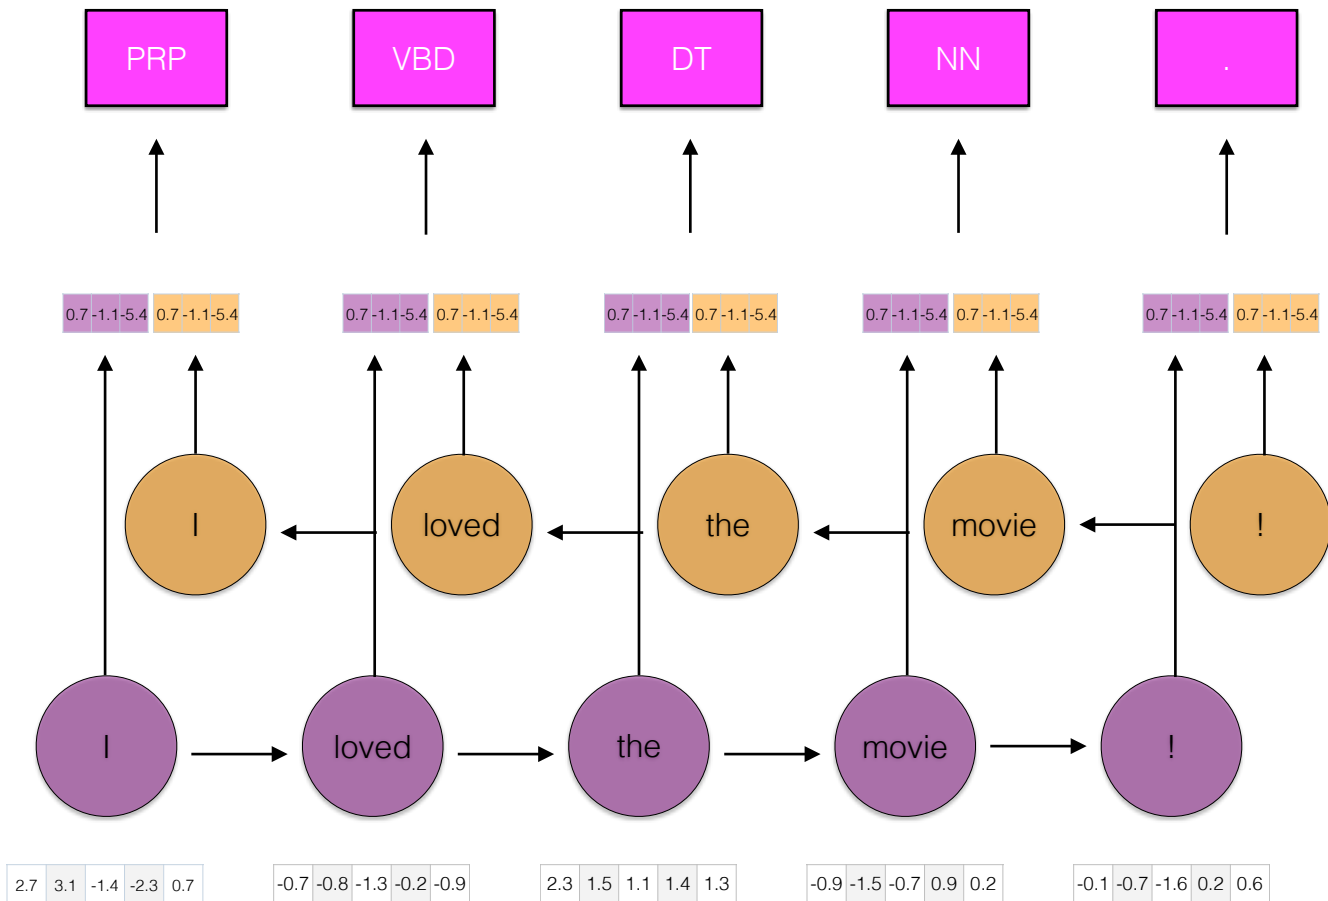 PRP VBD DT NN .
0.7 -1.1 -5.4 0.7 -1.1 -5.4 0.7 -1.1 -5.4 0.7 -1.1 -5.4 0.7 -1.1 -5.4 0.7 -1.1 -5.4 0.7 -1.1 -5.4 0.7 -1.1 -5.4 0.7 -1.1 -5.4 0.7 -1.1 -5.4
I loved the movie !
I loved the movie !
2.7 3.1 -1.4 -2.3 0.7 -0.7 -0.8 -1.3 -0.2 -0.9 2.3 1.5 1.1 1.4 1.3 -0.9 -1.5 -0.7 0.9 0.2 -0.1 -0.7 -1.6 0.2 0.6